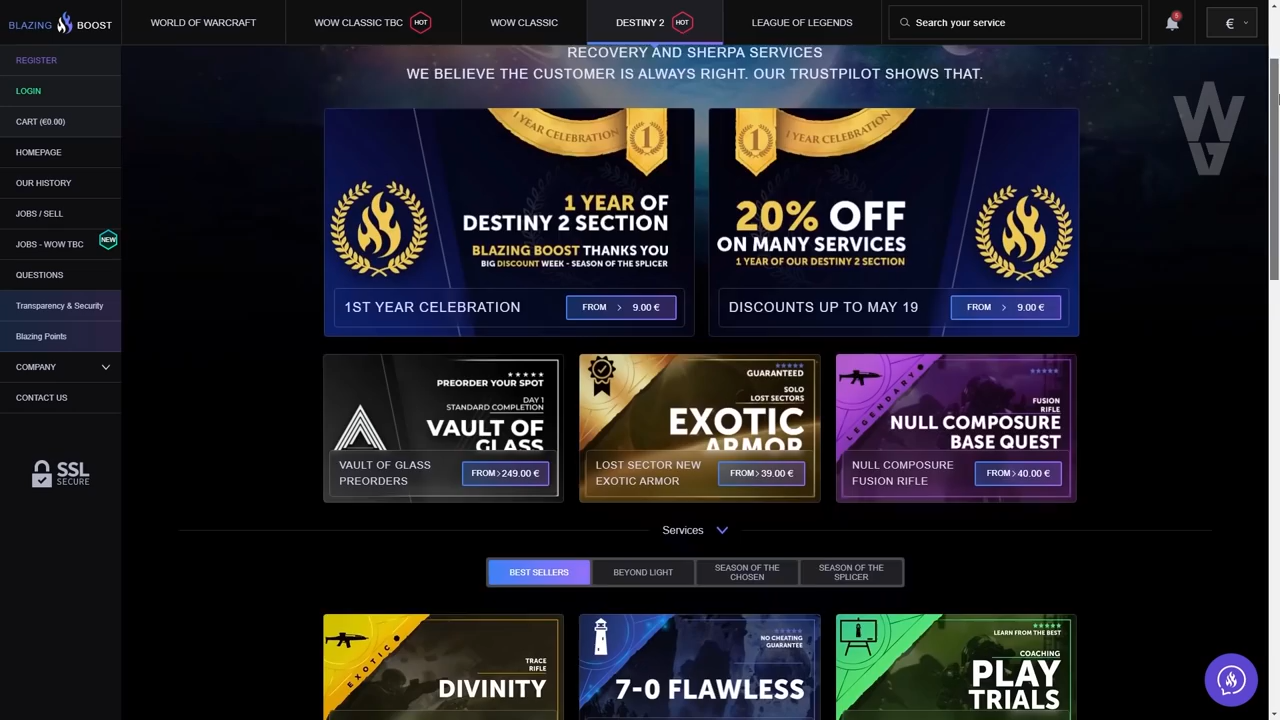 BLAZING BOOST
WORLD OF WARCRAFT
WOW CLASSIC TBC
HOT
WOW CLASSIC
DESTINY 2
HOT
LEAGUE OF LEGENDS
Search your service
6
€
REGISTER
LOGIN
CART (€0.00)
HOMEPAGE
OUR HISTORY
JOBS / SELL
JOBS - WOW TBC
NEW
QUESTIONS
Transparency & Security
Blazing Points
COMPANY
CONTACT US
SSL
SECURE
RECOVERY AND SHERPA SERVICES
WE BELIEVE THE CUSTOMER IS ALWAYS RIGHT. OUR TRUSTPILOT SHOWS THAT.
1 YEAR CELEBRATION
1
1 YEAR OF
DESTINY 2 SECTION
BLAZING BOOST THANKS YOU
BIG DISCOUNT WEEK - SEASON OF THE SPLICER
1ST YEAR CELEBRATION
FROM > 9.00 €
1 YEAR CELEBRATION
1
20% OFF
ON MANY SERVICES
1 YEAR OF OUR DESTINY 2 SECTION
DISCOUNTS UP TO MAY 19
FROM > 9.00 €
PREORDER YOUR SPOT
DAY 1
STANDARD COMPLETION
VAULT OF
GLASS
VAULT OF GLASS
PREORDERS
FROM > 249.00 €
GUARANTEED
SOLO
LOST SECTORS
EXOTIC
ARMOR
LOST SECTOR NEW
EXOTIC ARMOR
FROM > 39.00 €
LEGENDARY
FUSION
RIFLE
NULL COMPOSURE
BASE QUEST
NULL COMPOSURE
FUSION RIFLE
FROM > 40.00 €
Services
BEST SELLERS
BEYOND LIGHT
SEASON OF THE
CHOSEN
SEASON OF THE
SPLICER
EXOTIC
TRACE
RIFLE
DIVINITY
NO CHEATING
GUARANTEE
7-0 FLAWLESS
LEARN FROM THE BEST
COACHING
PLAY
TRIALS